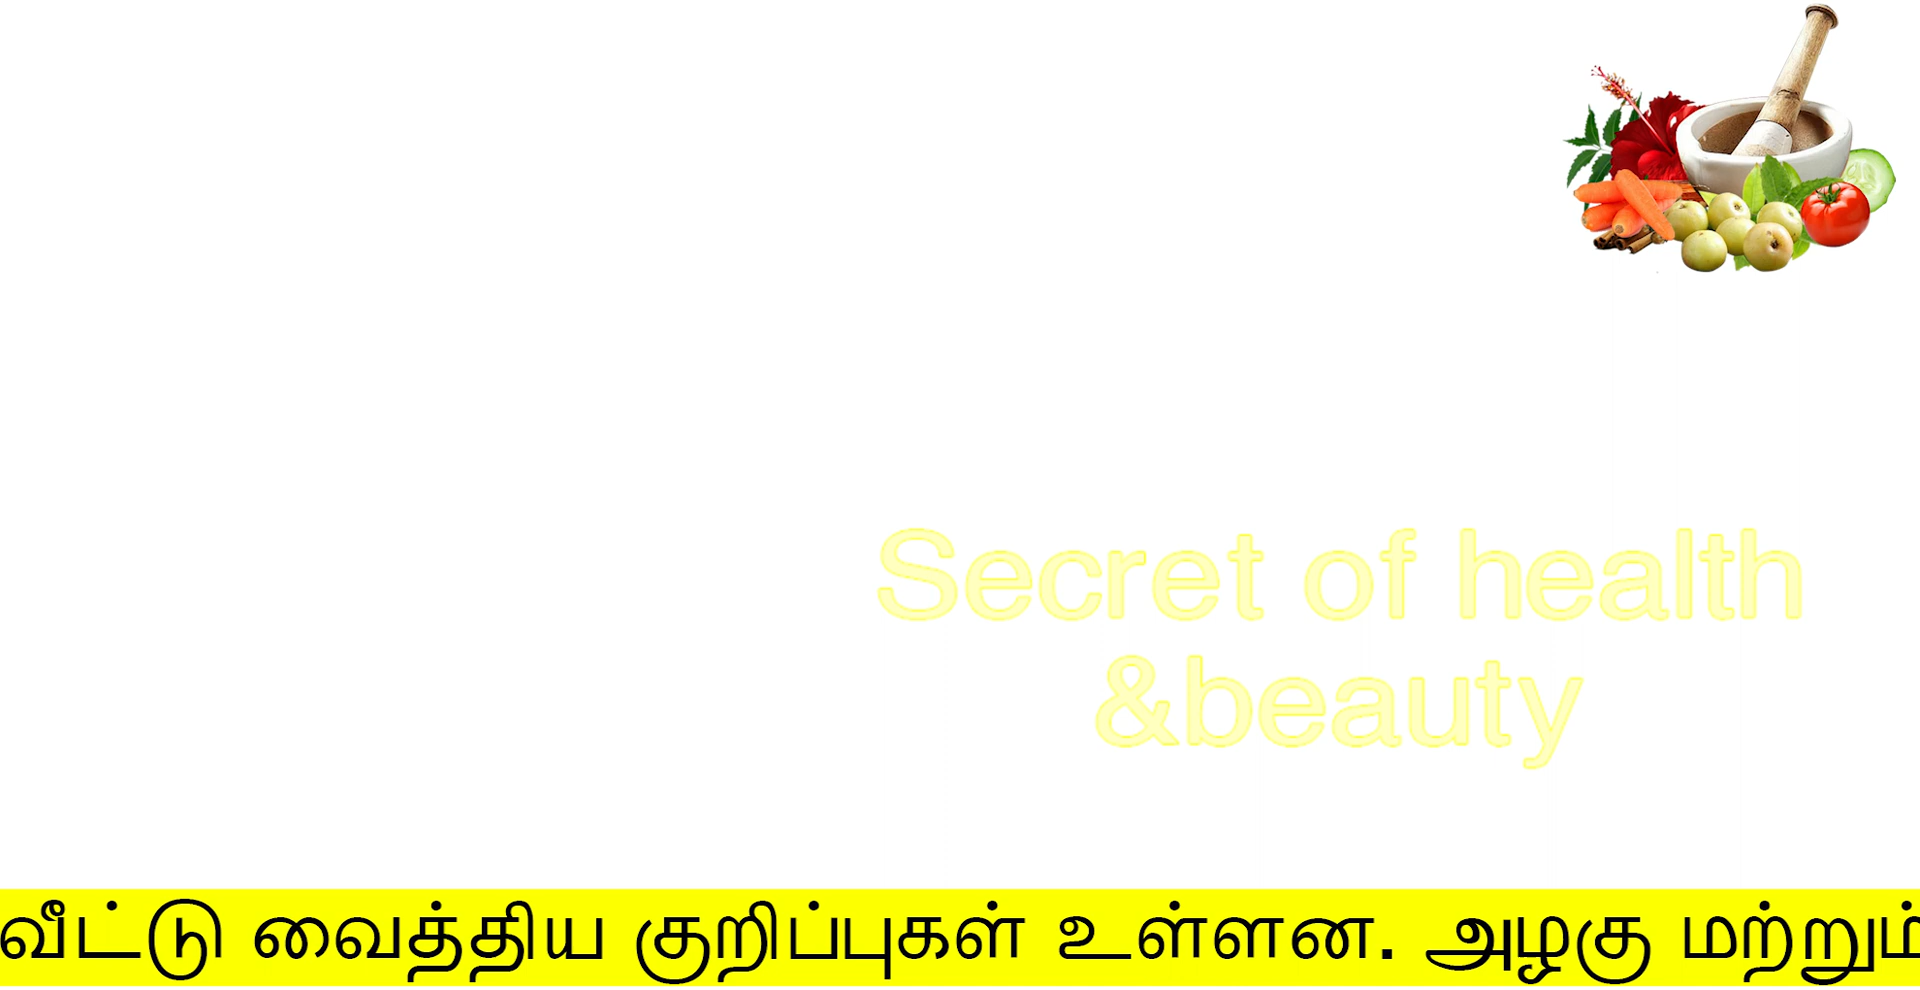 Secret of health
&beauty
வீட்டு வைத்திய குறிப்புகள் உள்ளன. அழகு மற்றும்